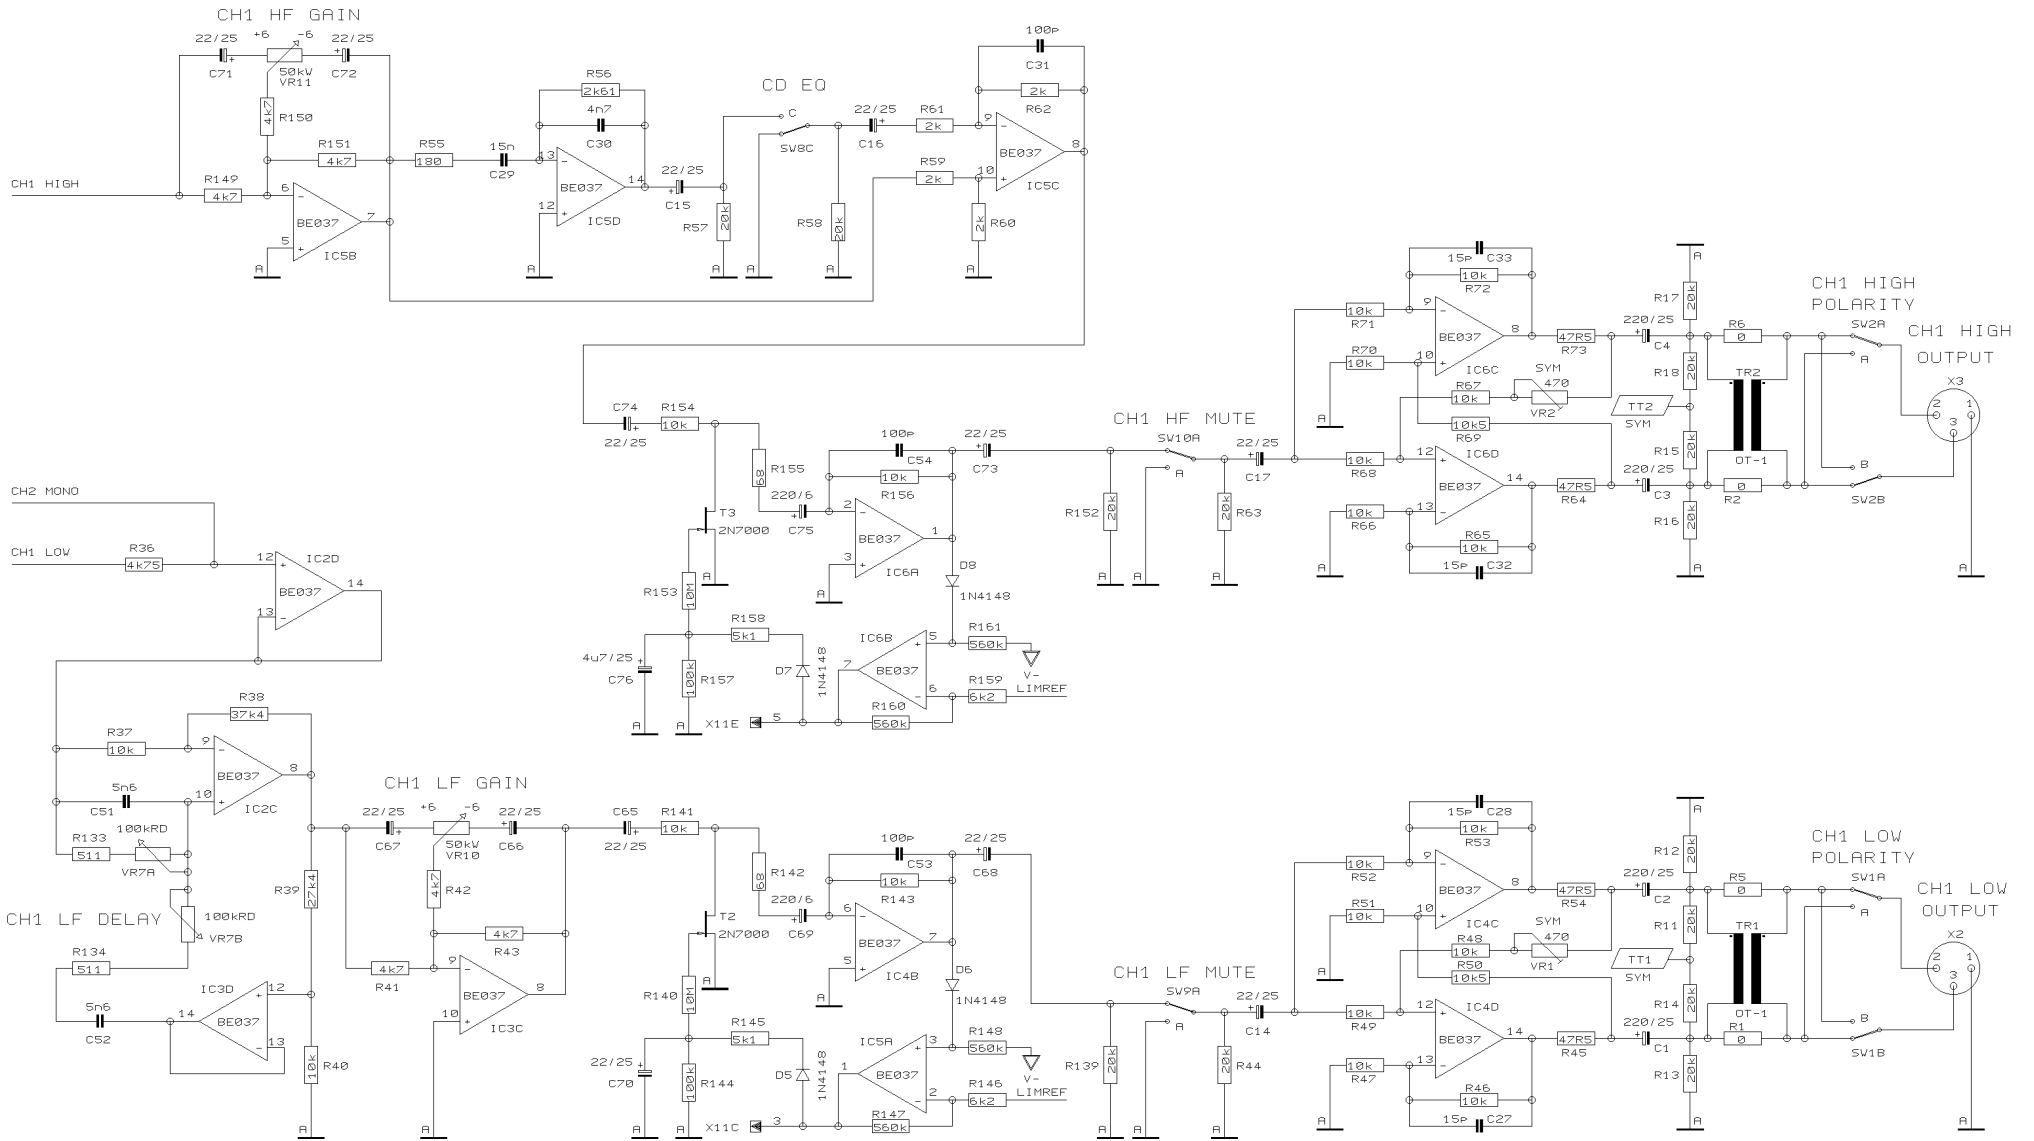 CH1 HF GAIN
22/25
+6
-6
22/25
C71
50kW
VR11
C72
4k7
R150
R151
4k7
CH1 HIGH
R149
4k7
6
5
7
BE037
IC5B
A
R55
180
15n
C29
R56
2k61
4n7
C30
13
12
14
BE037
IC5D
A
22/25
C15
R57
20k
A
CD EQ
C
SW8C
A
R58
20k
A
22/25
C16
R61
2k
R59
2k
100p
C31
2k
R62
9
10
8
BE037
IC5C
R60
2k
A
C74
22/25
R154
10k
T3
2N7000
A
R155
68
220/6
C75
100p
C54
10k
R156
2
3
1
BE037
IC6A
A
22/25
C73
R153
10M
R158
5k1
4u7/25
C76
A
R157
100k
A
D7
1N4148
D8
1N4148
IC6B
BE037
5
6
7
R161
560k
V-
R159
6k2
LIMREF
R160
560k
X11E
5
CH1 HF MUTE
SW10A
A
A
R152
20k
A
R63
20k
A
22/25
C17
R71
10k
R70
10k
A
15p
C33
10k
R72
9
10
8
BE037
IC6C
R67
10k
SYM
470
VR2
R69
10k5
R68
10k
R66
10k
A
IC6D
12
13
14
BE037
R65
10k
15p
C32
47R5
R73
47R5
R64
220/25
C4
220/25
C3
TT2
SYM
A
R17
20k
R18
20k
R15
20k
R16
20k
A
R6
0
TR2
OT-1
R2
0
CH1 HIGH
POLARITY
SW2A
A
B
SW2B
CH1 HIGH
OUTPUT
X3
2
1
3
A
CH2 MONO
CH1 LOW
R36
4k75
12
13
14
BE037
IC2D
R37
10k
R38
37k4
9
10
8
BE037
IC2C
5n6
C51
R133
511
100kRD
VR7A
CH1 LF DELAY
100kRD
VR7B
R134
511
5n6
C52
IC3D
BE037
12
13
14
R39
27k4
R40
10k
A
CH1 LF GAIN
22/25
+6
-6
22/25
C67
50kW
VR10
C66
4k7
R42
4k7
R43
4k7
R41
9
10
8
BE037
IC3C
A
C65
22/25
R141
10k
T2
2N7000
A
R142
68
220/6
C69
100p
C53
10k
R143
6
5
7
BE037
IC4B
A
22/25
C68
R140
10M
R145
5k1
22/25
C70
A
R144
100k
A
D5
1N4148
D6
1N4148
IC5A
BE037
3
2
1
R148
560k
V-
R146
6k2
LIMREF
R147
560k
X11C
3
CH1 LF MUTE
SW9A
A
A
R139
20k
A
R44
20k
A
22/25
C14
R52
10k
R51
10k
A
15p
C28
10k
R53
9
10
8
BE037
IC4C
R48
10k
SYM
470
VR1
R50
10k5
R49
10k
R47
10k
A
IC4D
12
13
14
BE037
R46
10k
15p
C27
47R5
R54
47R5
R45
220/25
C2
220/25
C1
TT1
SYM
A
R12
20k
R11
20k
R14
20k
R13
20k
A
R5
0
TR1
OT-1
R1
0
CH1 LOW
POLARITY
SW1A
A
B
SW1B
CH1 LOW
OUTPUT
X2
2
1
3
A